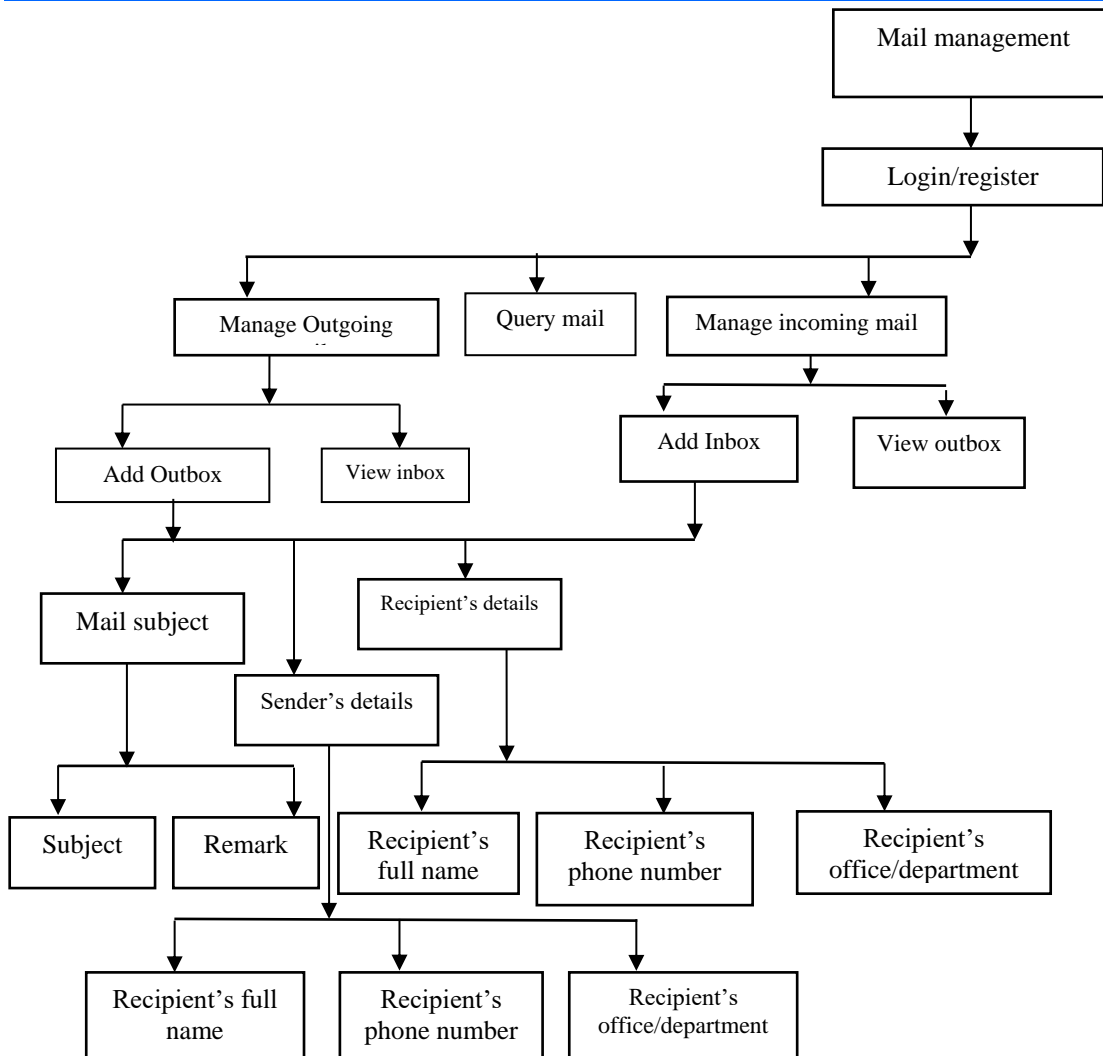 Mail management
Login/register
Manage Outgoing
Query mail
Manage incoming mail
Add Outbox
View inbox
Add Inbox
View outbox
Mail subject
Recipient’s details
Sender’s details
Subject
Remark
Recipient’s
full name
Recipient’s
phone number
Recipient’s
office/department
Recipient’s full
name
Recipient’s
phone number
Recipient’s
office/department